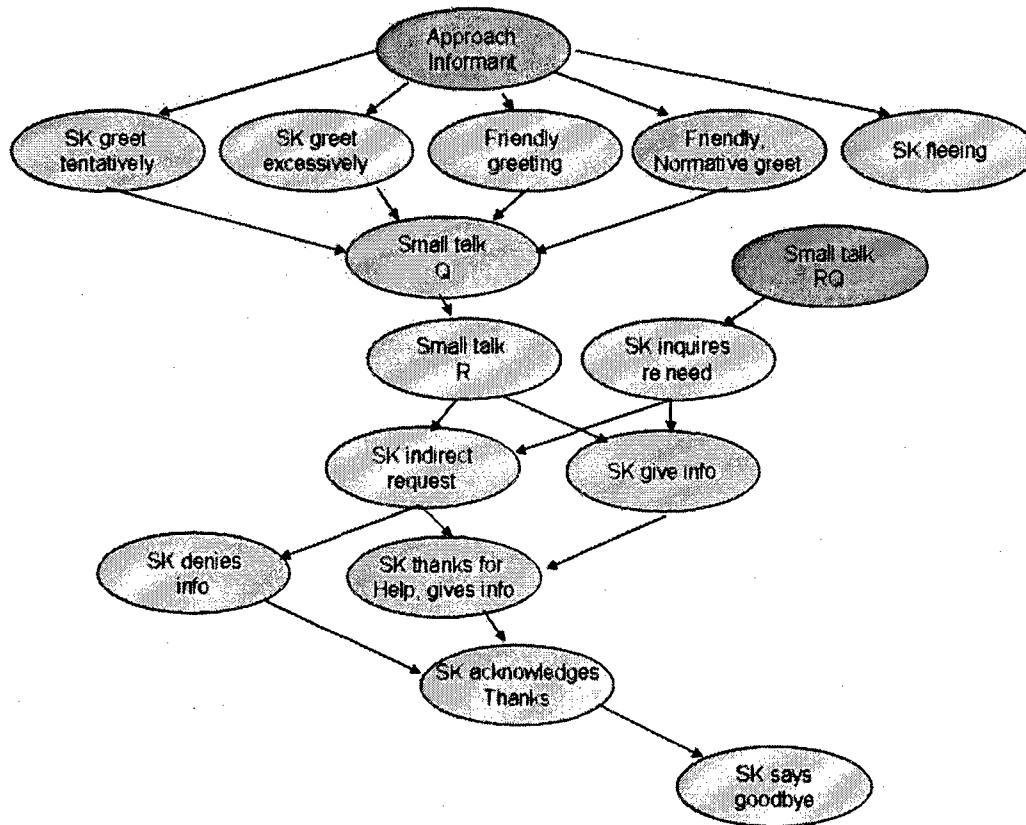 Approach
Informant
SK greet
tentatively
SK greet
excessively
Friendly
greeting
Friendly,
Normative greet
SK fleeing
Small talk
Q
Small talk
RQ
Small talk
R
SK inquires
re need
SK indirect
request
SK give info
SK denies
info
SK thanks for
Help, gives info
SK acknowledges
Thanks
SK says
goodbye